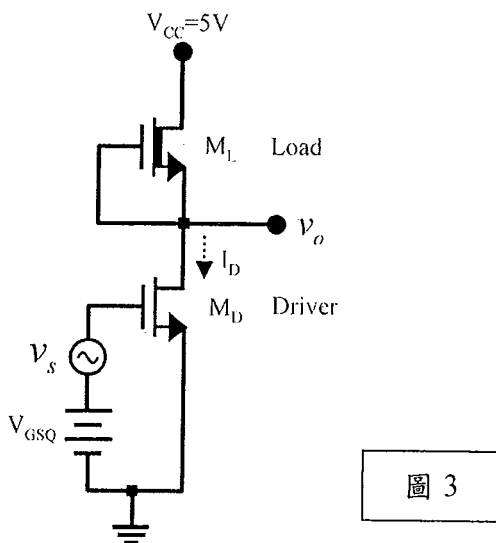 V_CC=5V
M_L Load
v_o
I_D
M_D Driver
v_s
V_GSQ
圖 3